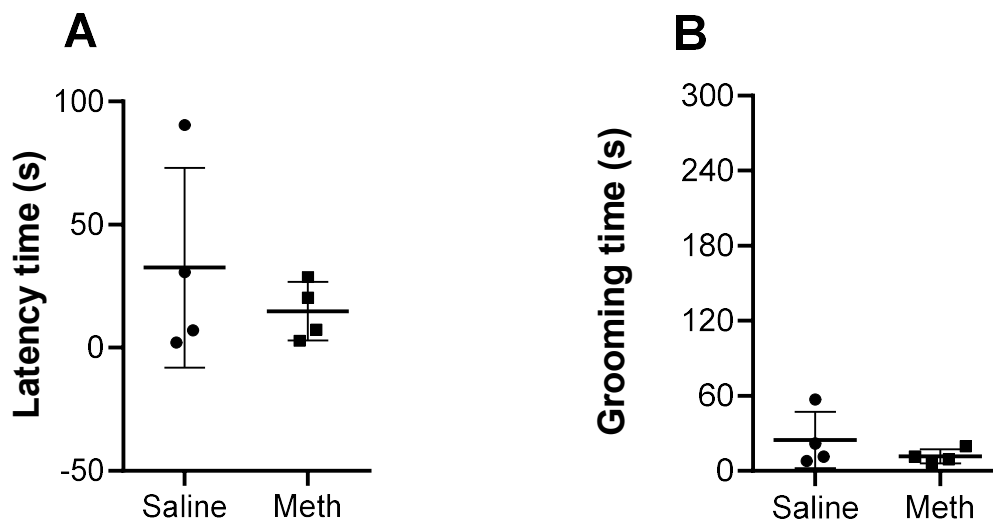 A
Latency time (s)
100
50
0
-50
Saline Meth
B
Grooming time (s)
300
240
180
120
60
0
Saline Meth